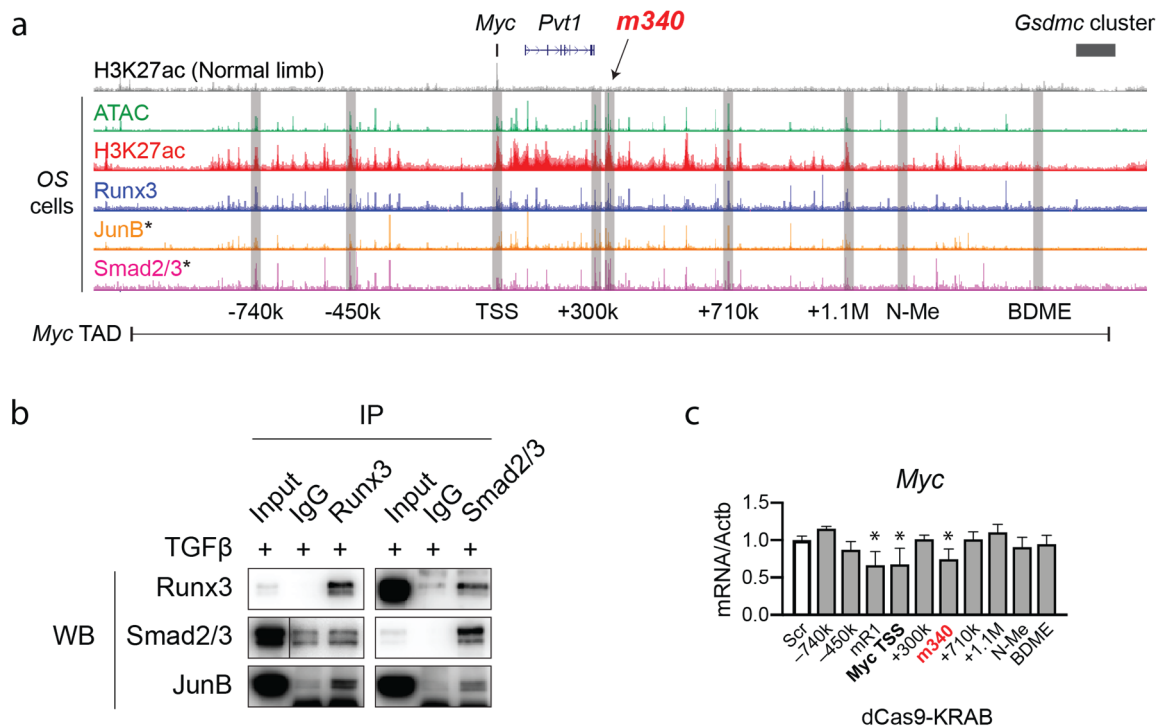 a
Myc Pvt1 m340 Gsdmc cluster
H3K27ac (Normal limb)
ATAC
H3K27ac
OS cells
Runx3
JunB*
Smad2/3*
-740k -450k TSS +300k +710k +1.1M N-Me BDME
Myc TAD
b
IP
Input IgG Runx3 Input IgG Smad2/3
TGFβ + + + + + +
WB
Runx3
Smad2/3
JunB
c
Myc
mRNA/Actb
1.5
1.0
0.5
0.0
* * *
Scr –740k –450k mR1 Myc TSS +300k m340 +710k +1.1M N-Me BDME
dCas9-KRAB